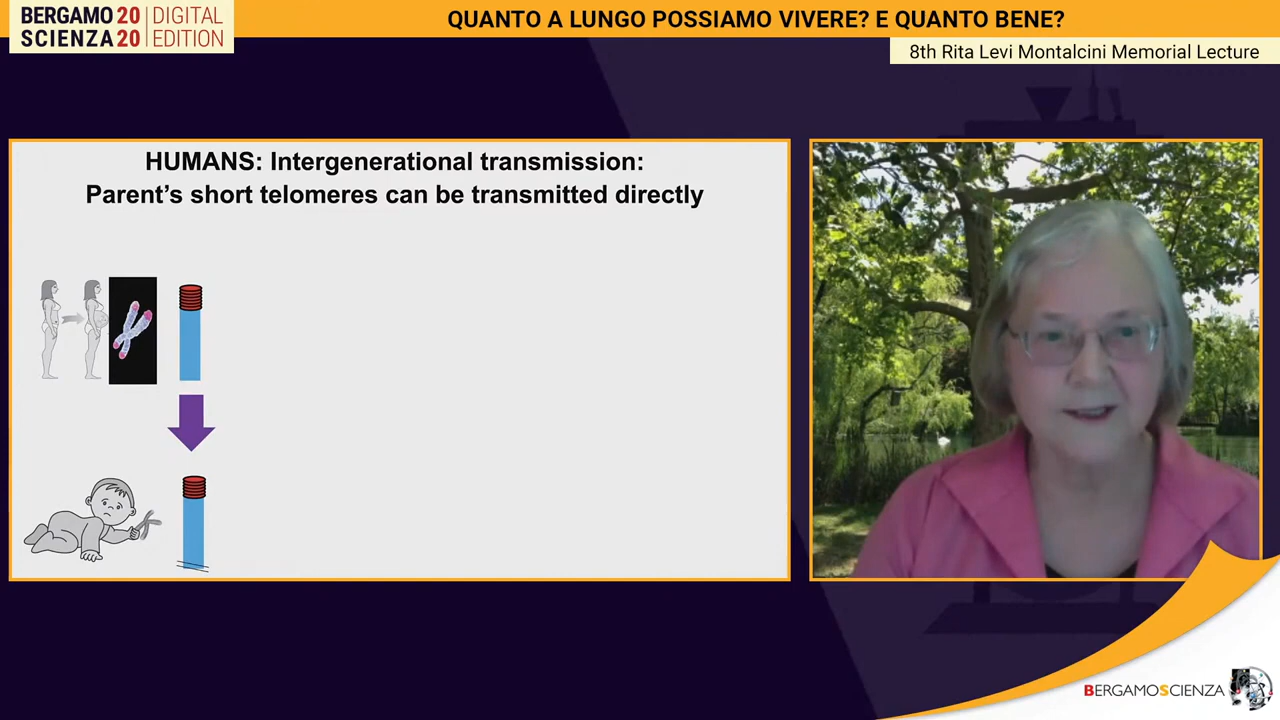 BERGAMO 20 DIGITAL
SCIENZA 20 EDITION
QUANTO A LUNGO POSSIAMO VIVERE? E QUANTO BENE?
8th Rita Levi Montalcini Memorial Lecture
HUMANS: Intergenerational transmission:
Parent's short telomeres can be transmitted directly
BERGAMOSCIENZA